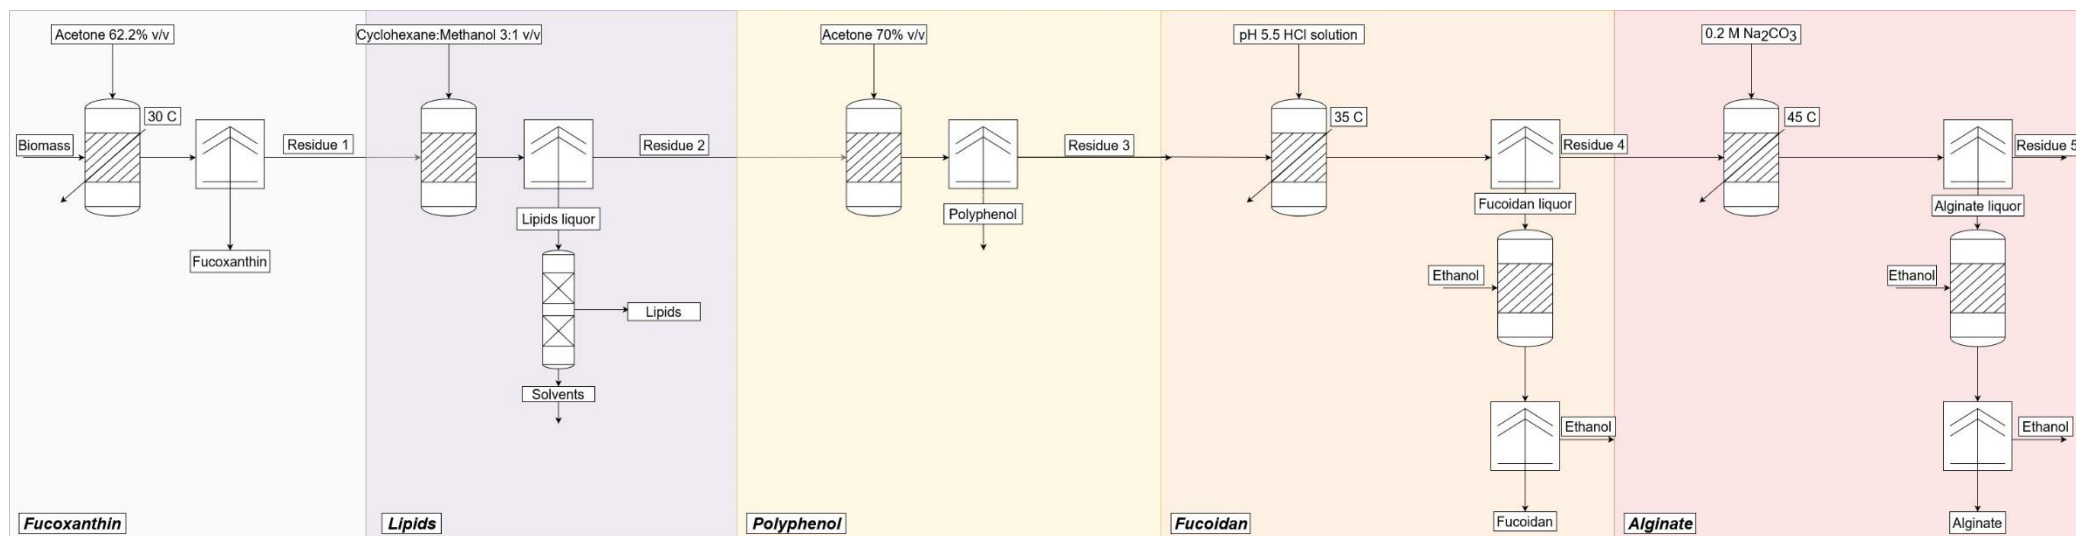 Acetone 62.2% v/v
30 C
Biomass
Residue 1
Fucoxanthin
Fucoxanthin
Cyclohexane:Methanol 3:1 v/v
Residue 2
Lipids liquor
Lipids
Solvents
Lipids
Acetone 70% v/v
Residue 3
Polyphenol
Polyphenol
pH 5.5 HCl solution
35 C
Residue 4
Fucoidan liquor
Ethanol
Ethanol
Fucoidan
Fucoidan
0.2 M Na2CO3
45 C
Residue 5
Alginate liquor
Ethanol
Ethanol
Alginate
Alginate